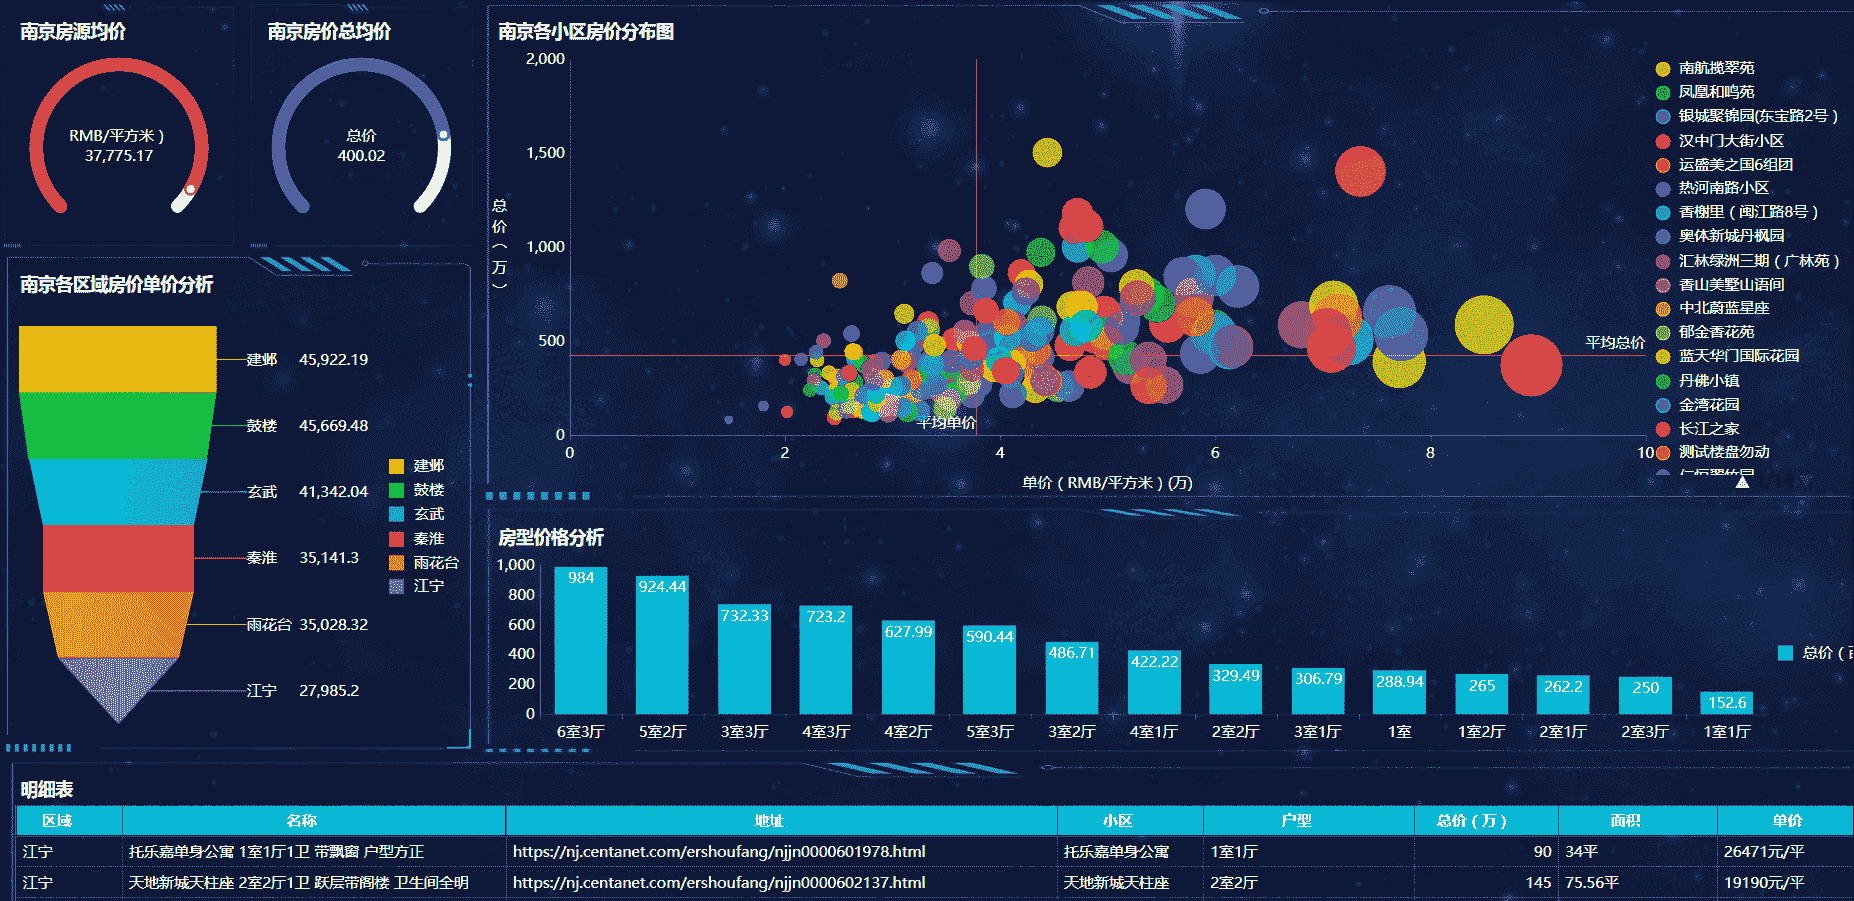 南京房源均价
RMB/平方米）
37,775.17
南京房价总均价
总价
400.02
南京各区域房价单价分析
建邺 45,922.19
鼓楼 45,669.48
玄武 41,342.04
秦淮 35,141.3
雨花台 35,028.32
江宁 27,985.2
建邺
鼓楼
玄武
秦淮
雨花台
江宁
南京各小区房价分布图
总价（万）
2,000
1,500
1,000
500
0
0 2 4 6 8 10
平均单价
平均总价
单价（RMB/平方米）(万)
南航揽翠苑
凤凰和鸣苑
银城聚锦园(东宝路2号）
汉中门大街小区
运盛美之国6组团
热河南路小区
香榭里（闽江路8号）
奥体新城丹枫园
汇林绿洲三期（广林苑）
香山美墅山语间
中北蔚蓝星座
郁金香花苑
蓝天华门国际花园
丹佛小镇
金湾花园
长江之家
测试楼盘勿动
房型价格分析
1,000
800
600
400
200
0
984 924.44 732.33 723.2 627.99 590.44 486.71 422.22 329.49 306.79 288.94 265 262.2 250 152.6
6室3厅 5室2厅 3室3厅 4室3厅 4室2厅 5室3厅 3室2厅 4室1厅 2室2厅 3室1厅 1室 1室2厅 2室1厅 2室3厅 1室1厅
总价（
明细表
区域 名称 地址 小区 户型 总价（万） 面积 单价
江宁 托乐嘉单身公寓 1室1厅1卫 带飘窗 户型方正 https://nj.centanet.com/ershoufang/njjn0000601978.html 托乐嘉单身公寓 1室1厅 90 34平 26471元/平
江宁 天地新城天柱座 2室2厅1卫 跃层带阁楼 卫生间全明 https://nj.centanet.com/ershoufang/njjn0000602137.html 天地新城天柱座 2室2厅 145 75.56平 19190元/平